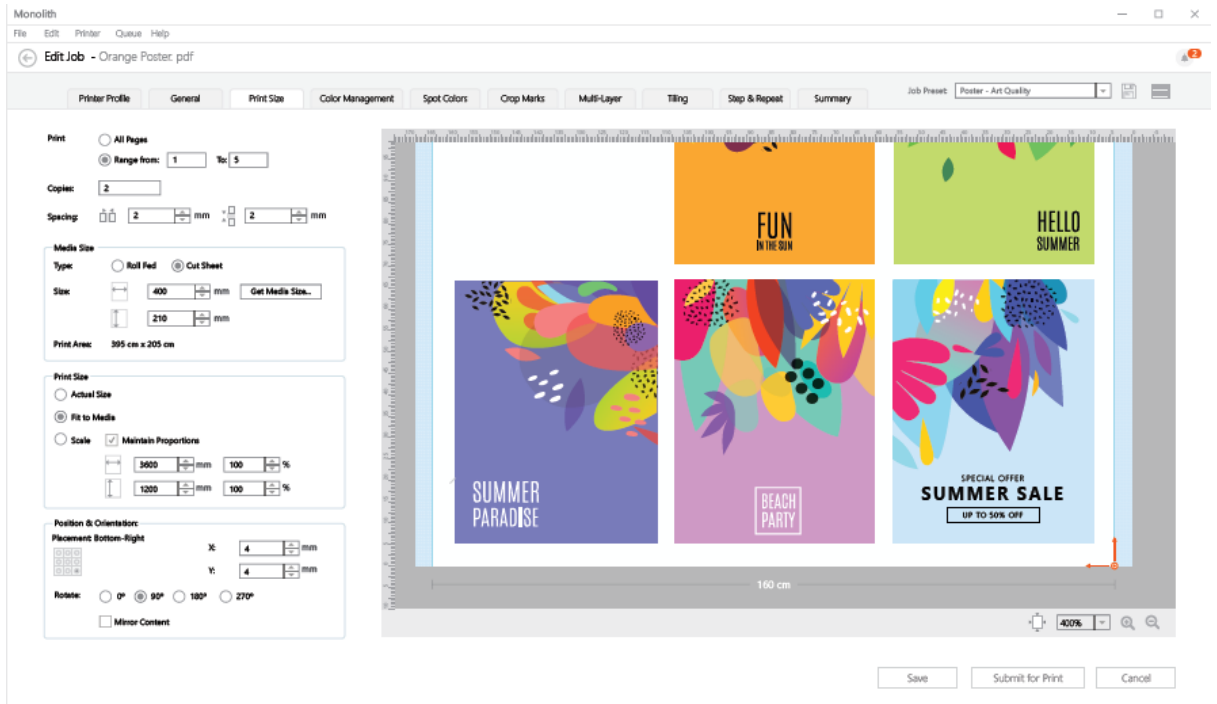 Monolith
File Edit Printer Queue Help
Edit Job - Orange Poster. pdf
2
Printer Profile General Print Size Color Management Spot Colors Crop Marks Multi-Layer Tiling Step & Repeat Summary
Job Preset: Poster - Art Quality
Print
All Pages
Range from: 1 To: 5
Copies: 2
Spacing: 2 mm 2 mm
Media Size
Type: Roll Fed Cut Sheet
Size: 400 mm Get Media Size...
210 mm
Print Area: 395 cm x 205 cm
Print Size
Actual Size
Fit to Media
Scale Maintain Proportions
3600 mm 100 %
1200 mm 100 %
Position & Orientation:
Placement: Bottom-Right
X: 4 mm
Y: 4 mm
Rotate: 0° 90° 180° 270°
Mirror Content
FUN
IN THE SUN
HELLO
SUMMER
SUMMER
PARADISE
BEACH
PARTY
SPECIAL OFFER
SUMMER SALE
UP TO 50% OFF
160 cm
400%
Save Submit for Print Cancel